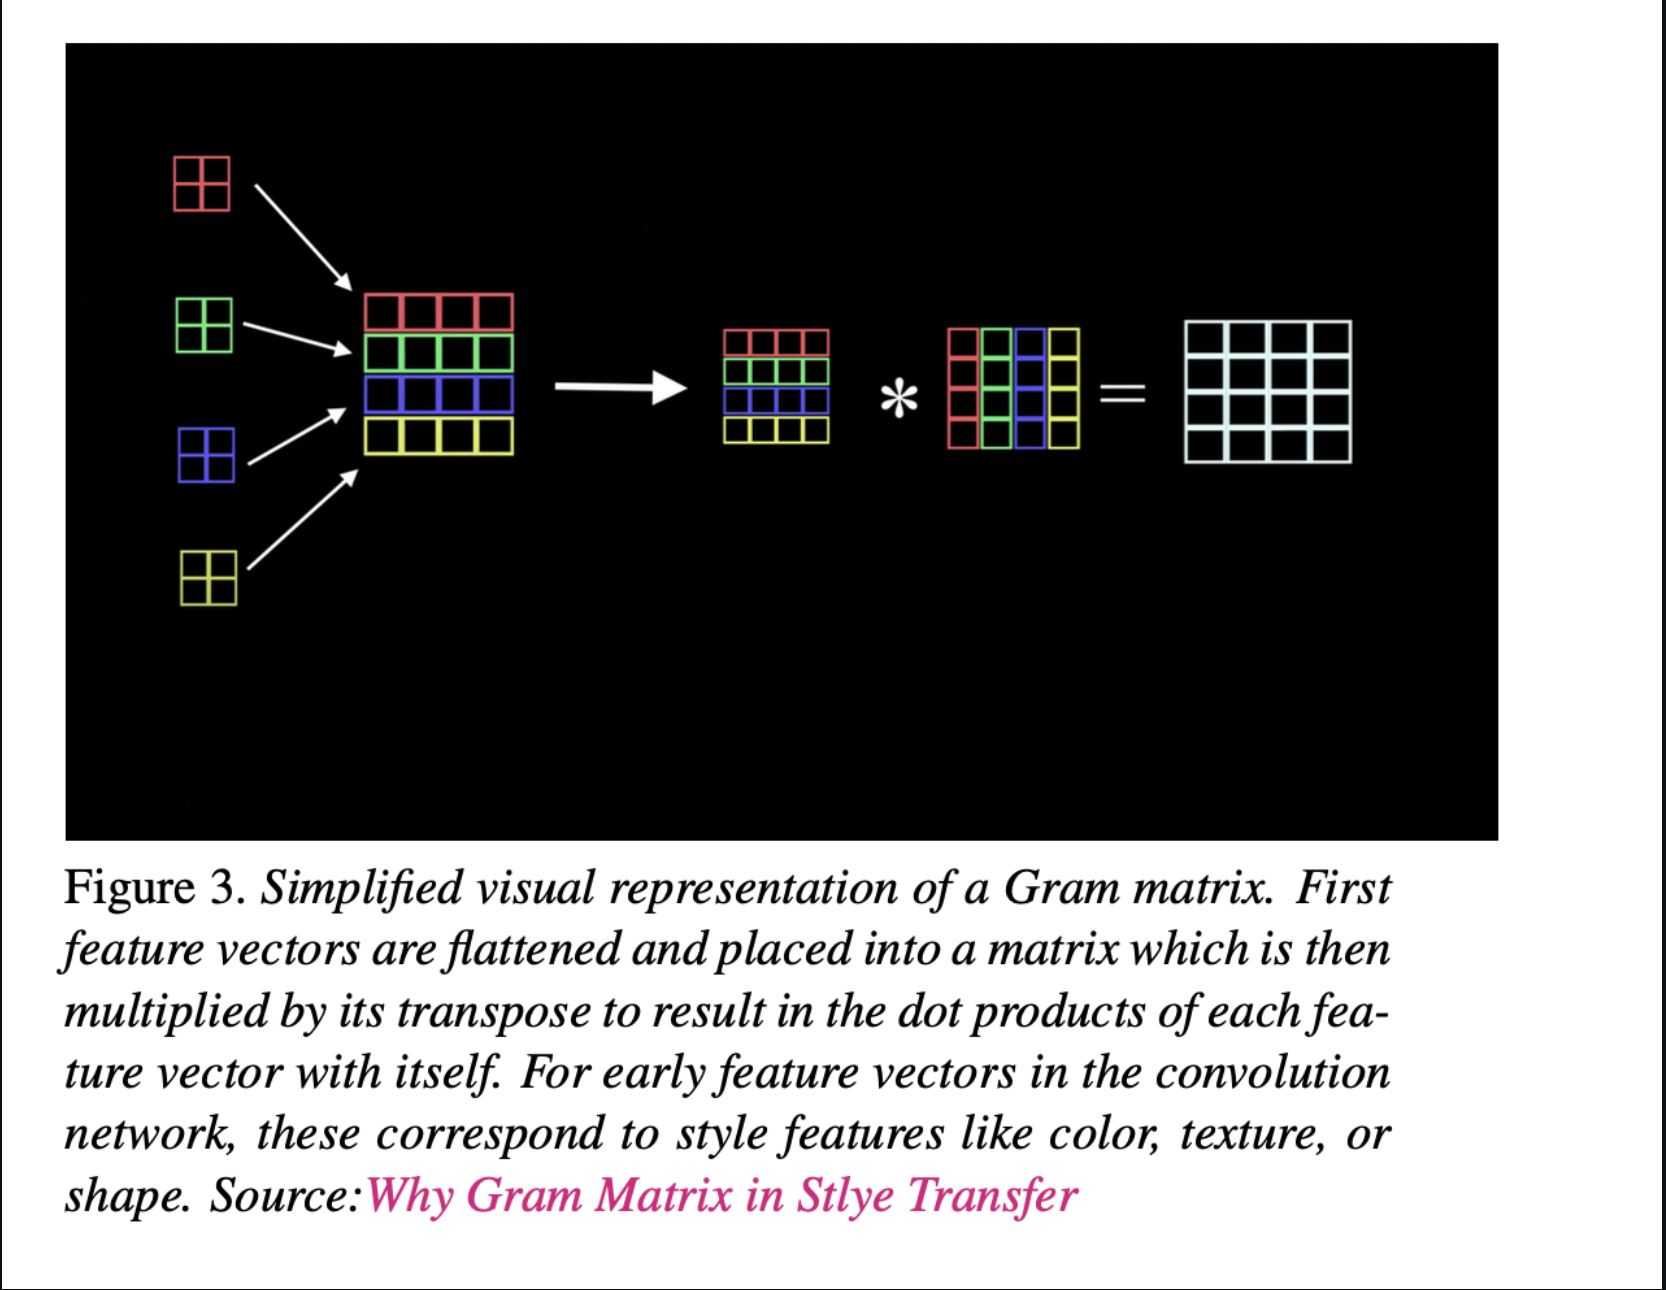 *
=
Figure 3. Simplified visual representation of a Gram matrix. First
feature vectors are flattened and placed into a matrix which is then
multiplied by its transpose to result in the dot products of each fea-
ture vector with itself. For early feature vectors in the convolution
network, these correspond to style features like color, texture, or
shape. Source:Why Gram Matrix in Stlye Transfer